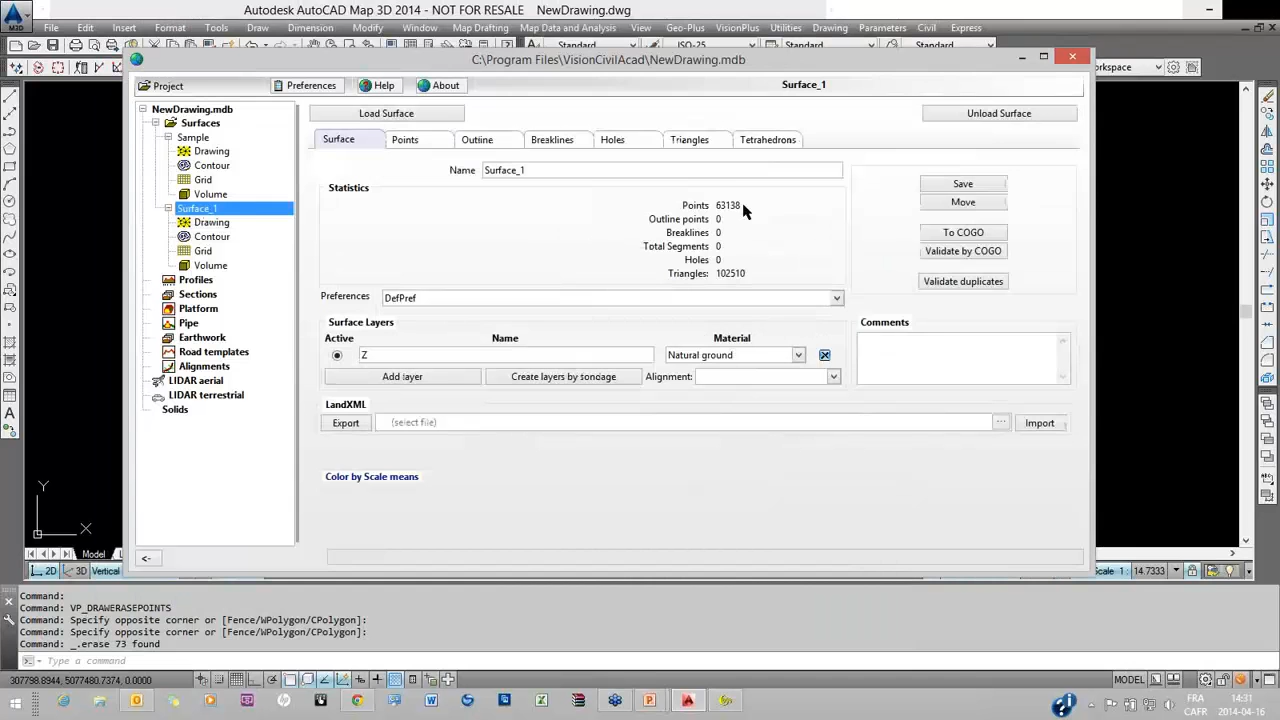 Autodesk AutoCAD Map 3D 2014 - NOT FOR RESALE NewDrawing.dwg
File Edit Insert Format Tools Draw Dimension Modify Window Map Drafting Map Data and Analysis View Geo-Plus VisionPlus Utilities Parameters Civil Express
Standard ISO-25 Standard Standard
C:\Program Files\VisionCivilAcad\NewDrawing.mdb
Project Preferences Help About Surface_1
NewDrawing.mdb
Surfaces
Sample
Drawing
Contour
Grid
Volume
Surface_1
Drawing
Contour
Grid
Volume
Profiles
Sections
Platform
Pipe
Earthwork
Road templates
Alignments
LIDAR aerial
LIDAR terrestrial
Solids
<-
Load Surface Unload Surface
Surface Points Outline Breaklines Holes Triangles Tetrahedrons
Name Surface_1
Statistics
Points 63138
Outline points 0
Breaklines 0
Total Segments 0
Holes 0
Triangles: 102510
Save
Move
To COGO
Validate by COGO
Validate duplicates
Preferences DefPref
Surface Layers
Active Name Material
Z Natural ground
Add layer Create layers by sondage Alignment:
Comments
LandXML
Export (select file) ... Import
Color by Scale means
Y
X
Model
2D 3D Vertical
Scale 1 : 14.7333
Command:
Command: VP_DRAWERASEPOINTS
Command: Specify opposite corner or [Fence/WPolygon/CPolygon]:
Command: Specify opposite corner or [Fence/WPolygon/CPolygon]:
Command: _.erase 73 found
Type a command
307798.8944, 5077480.7374, 0.0000
MODEL
FRA
CAFR
14:31
2014-04-16